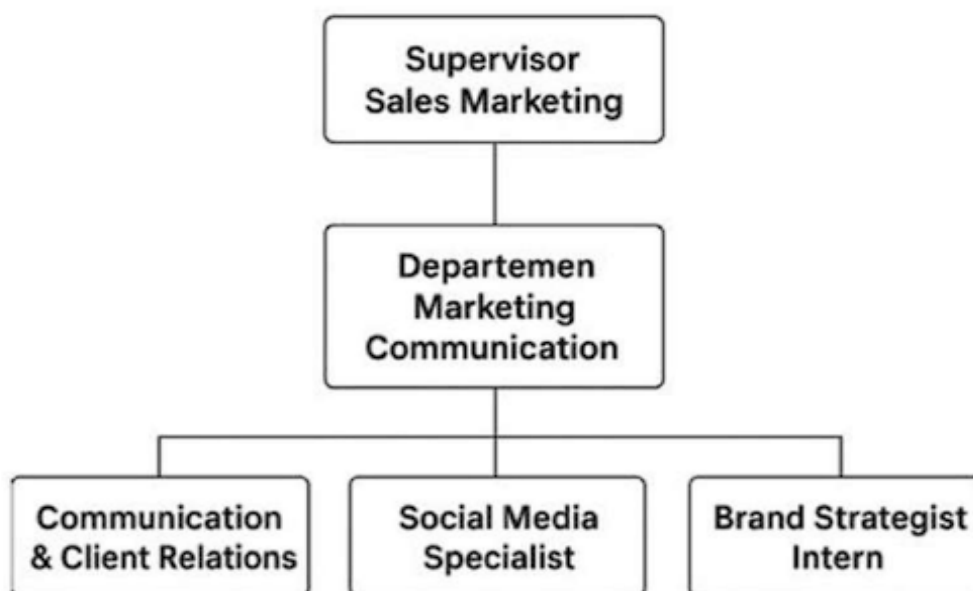 Supervisor
Sales Marketing
Departemen
Marketing
Communication
Communication
& Client Relations
Social Media
Specialist
Brand Strategist
Intern